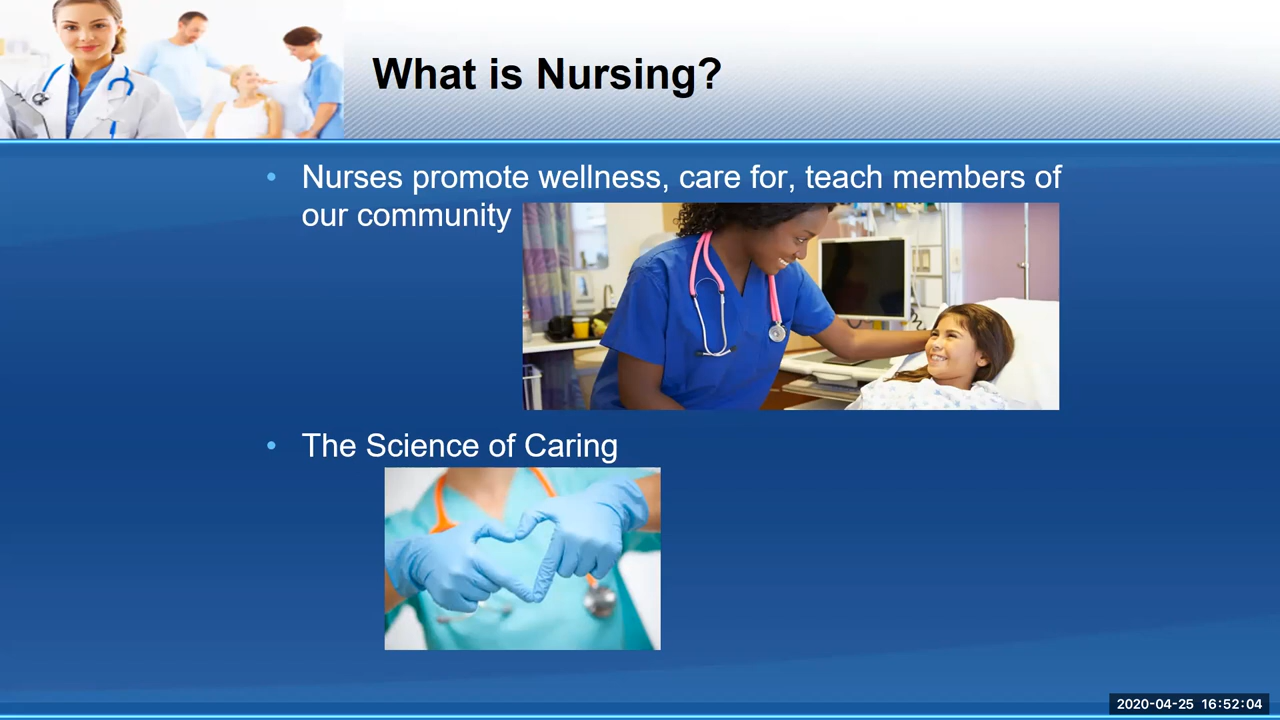 What is Nursing?
• Nurses promote wellness, care for, teach members of
our community
• The Science of Caring
2020-04-25 16:52:04